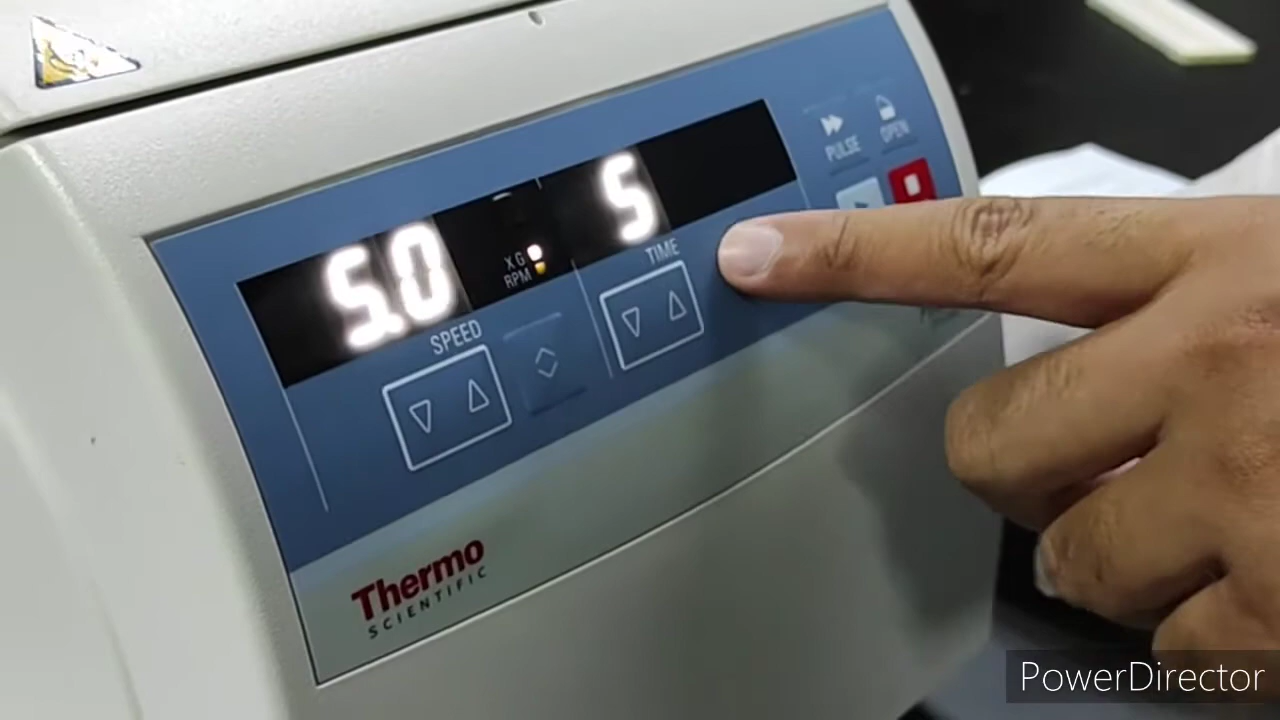 PULSE
OPEN
5.0
X G
RPM
5
SPEED
TIME
Thermo
SCIENTIFIC
PowerDirector